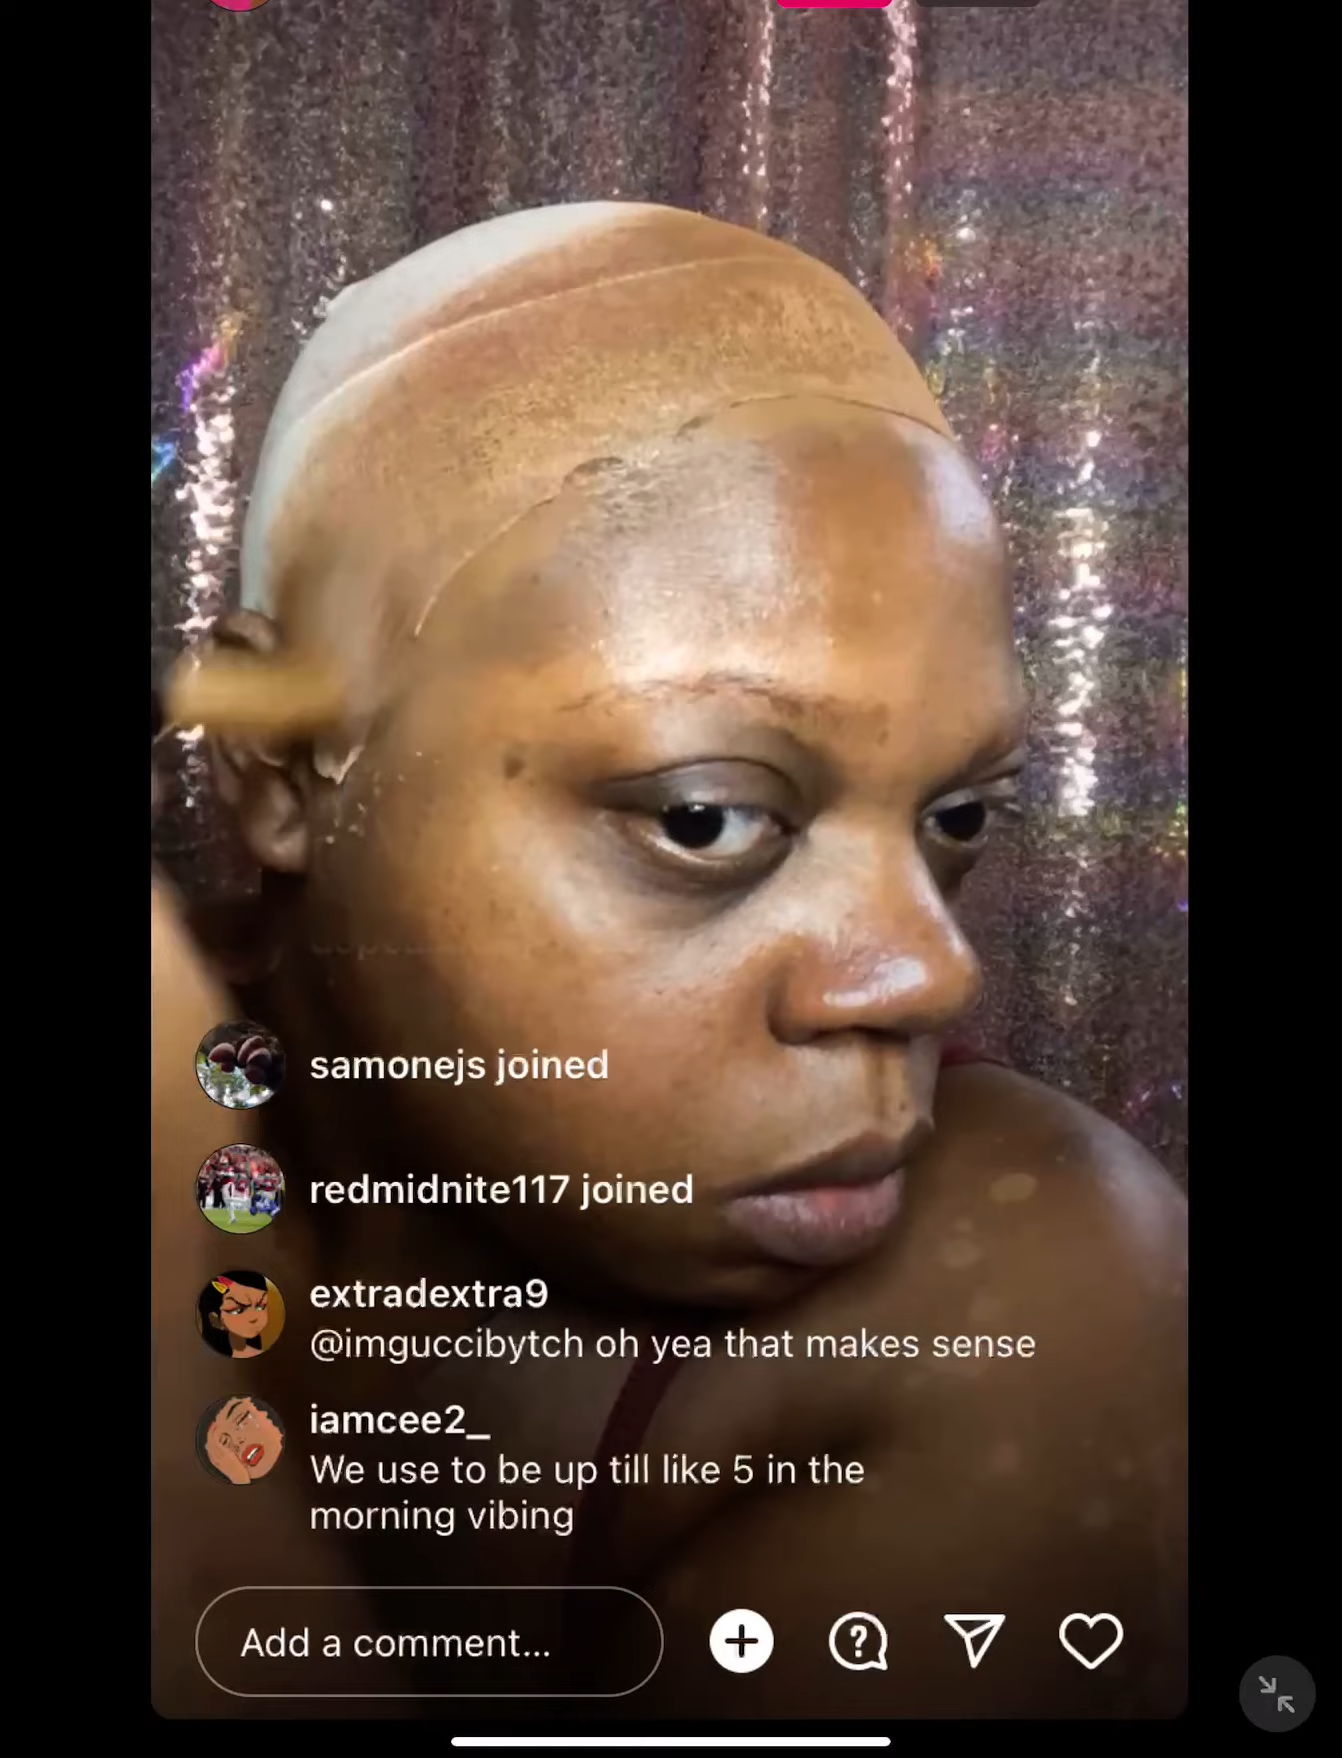 samonejs joined
redmidnite117 joined
extradextra9
@imguccibytch oh yea that makes sense
iamcee2_
We use to be up till like 5 in the
morning vibing
Add a comment...